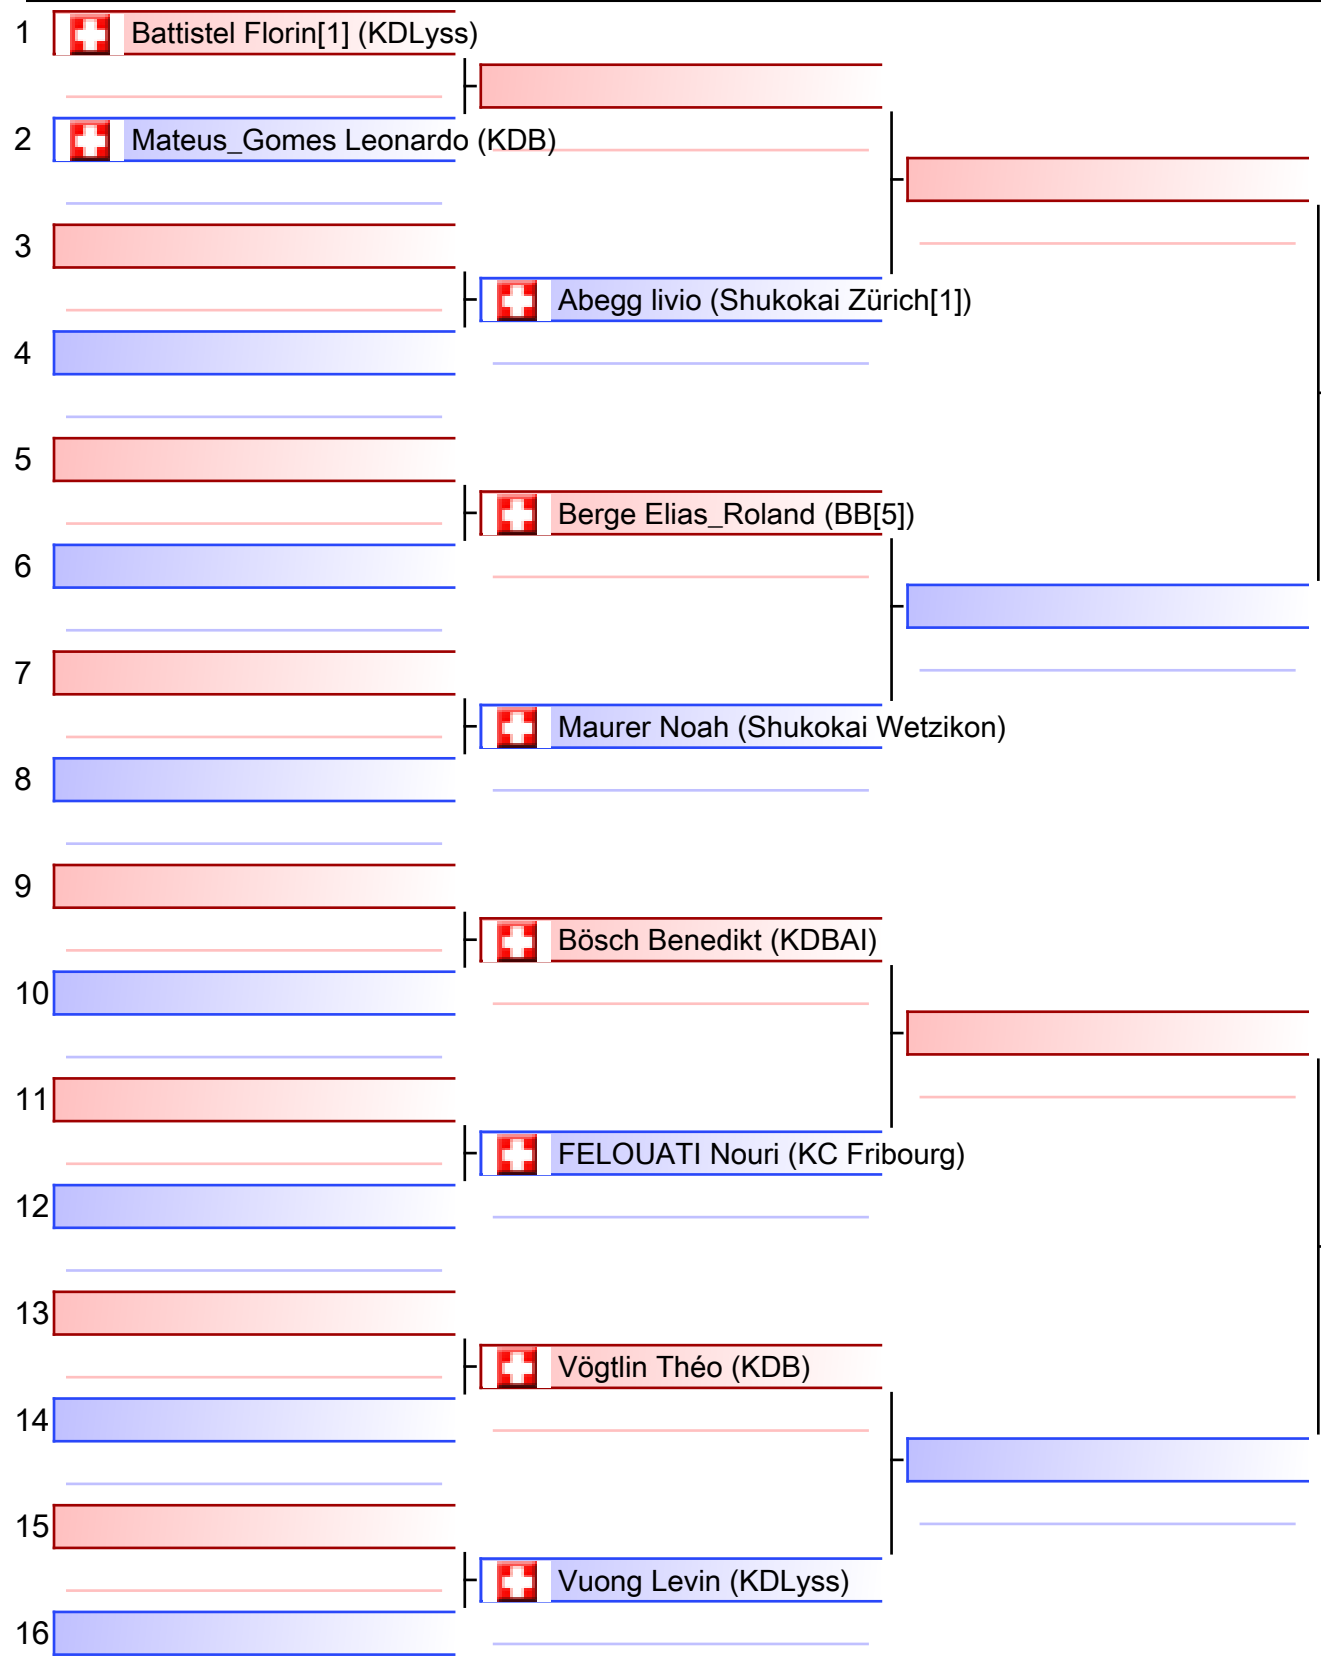 1 Battistel Florin[1] (KDLyss)
2 Mateus_Gomes Leonardo (KDB)
3
Abegg livio (Shukokai Zürich[1])
4
5
Berge Elias_Roland (BB[5])
6
7
Maurer Noah (Shukokai Wetzikon)
8
9
Bösch Benedikt (KDBAI)
10
11
FELOUATI Nouri (KC Fribourg)
12
13
Vögtlin Théo (KDB)
14
15
Vuong Levin (KDLyss)
16